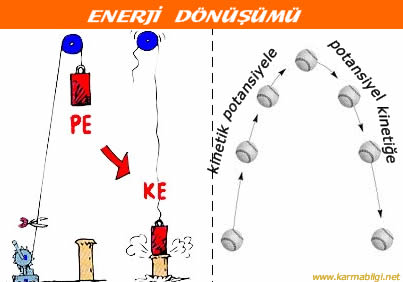 ENERJİ DÖNÜŞÜMÜ
PE
KE
kinetik potansiyele
potansiyel kinetiğe
www.karmabilgi.net